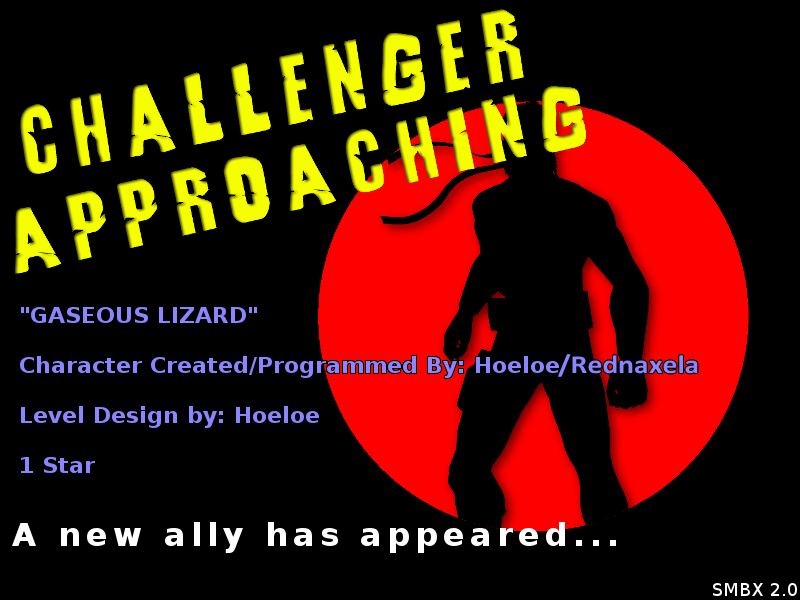 CHALLENGER
APPROACHING
"GASEOUS LIZARD"
Character Created/Programmed By: Hoeloe/Rednaxela
Level Design by: Hoeloe
1 Star
A new ally has appeared...
SMBX 2.0